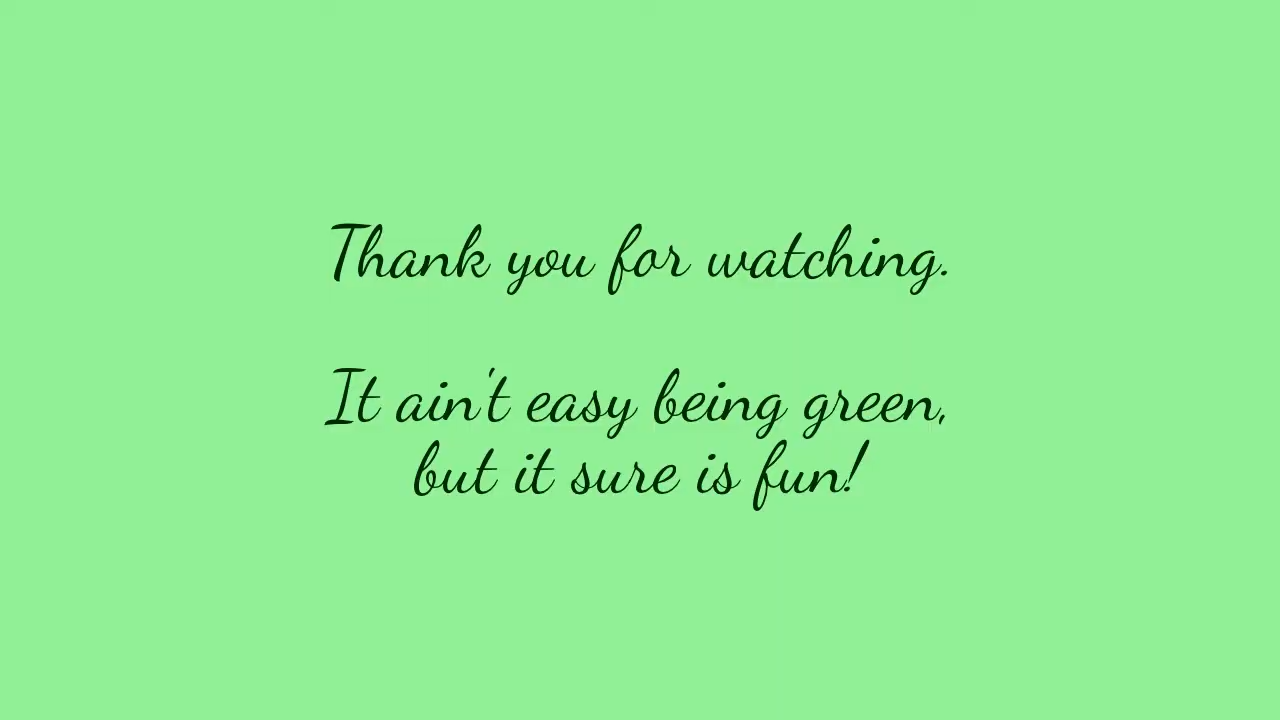 Thank you for watching.
It ain't easy being green,
but it sure is fun!